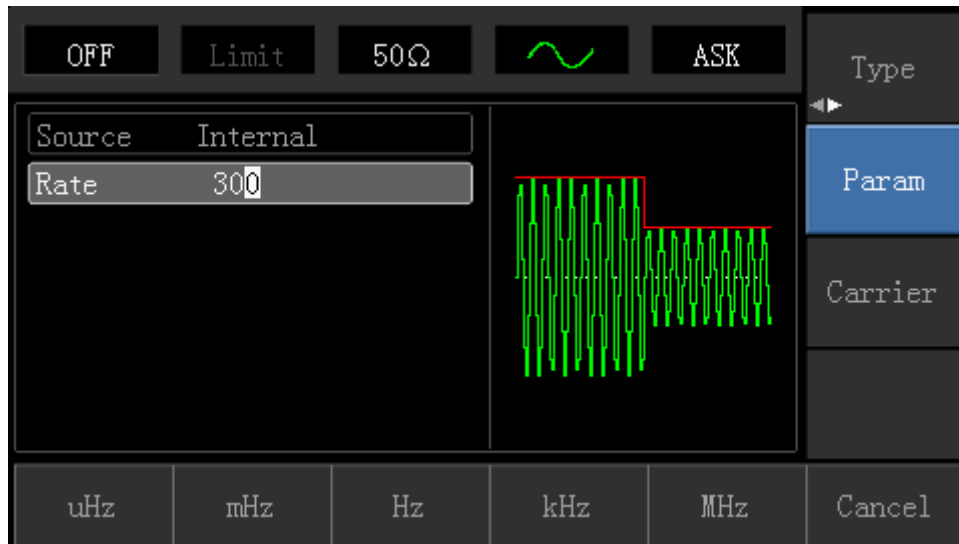 OFF Limit 50Ω ASK
Type
Source Internal
Rate 300
Param
Carrier
uHz mHz Hz kHz MHz Cancel